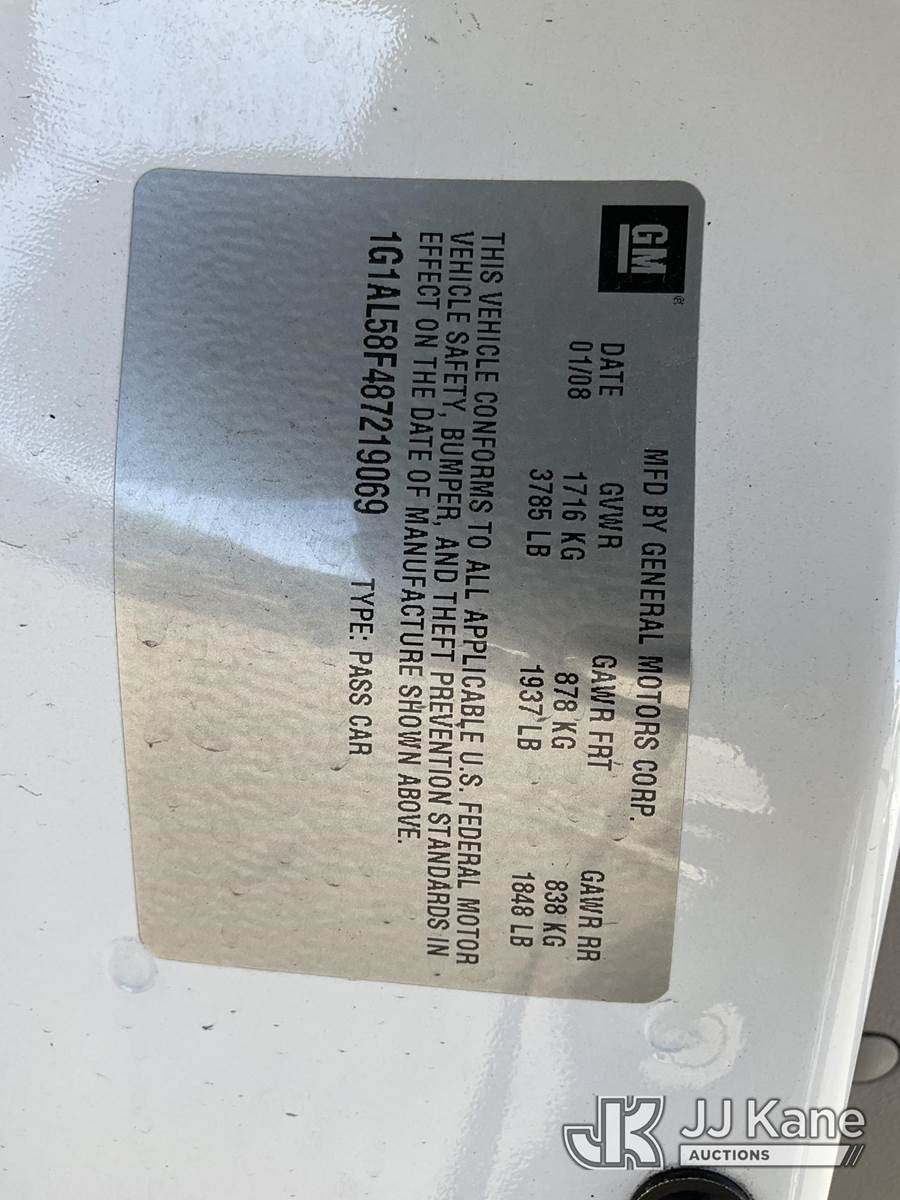 GM
®
MFD BY GENERAL MOTORS CORP.
DATE GVWR GAWR FRT GAWR RR
01/08 1716 KG 878 KG 838 KG
3785 LB 1937 LB 1848 LB
THIS VEHICLE CONFORMS TO ALL APPLICABLE U.S. FEDERAL MOTOR
VEHICLE SAFETY, BUMPER, AND THEFT PREVENTION STANDARDS IN
EFFECT ON THE DATE OF MANUFACTURE SHOWN ABOVE.
1G1AL58F487219069 TYPE: PASS CAR
JK JJ Kane
AUCTIONS